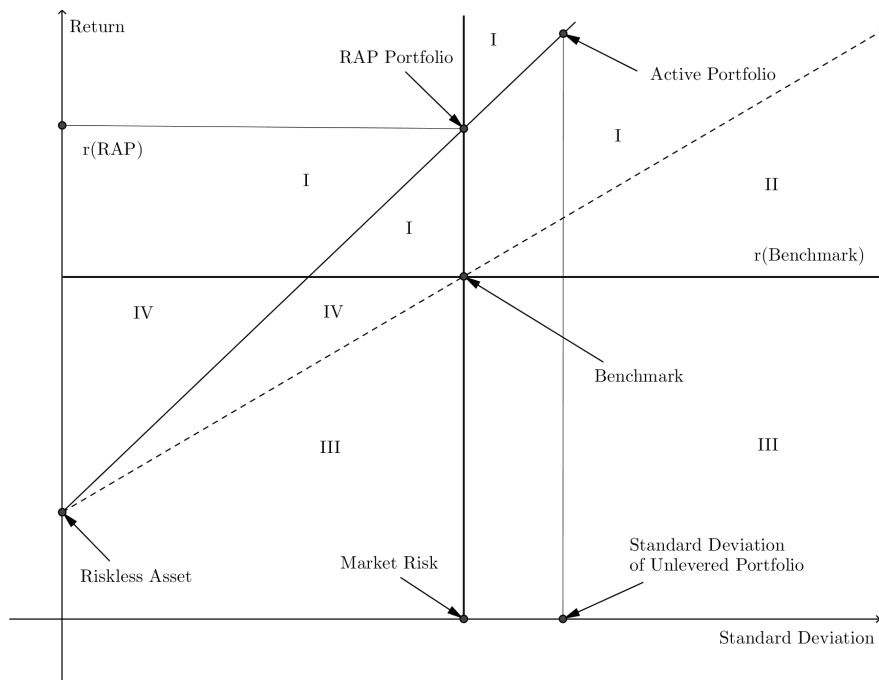 Return
I
RAP Portfolio
Active Portfolio
I
r(RAP)
I
II
I
r(Benchmark)
IV
IV
Benchmark
III
III
Standard Deviation
of Unlevered Portfolio
Market Risk
Riskless Asset
Standard Deviation